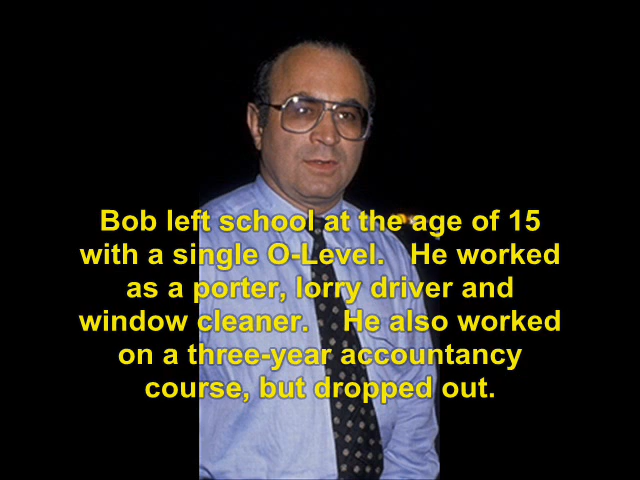 Bob left school at the age of 15
with a single O-Level. He worked
as a porter, lorry driver and
window cleaner. He also worked
on a three-year accountancy
course, but dropped out.